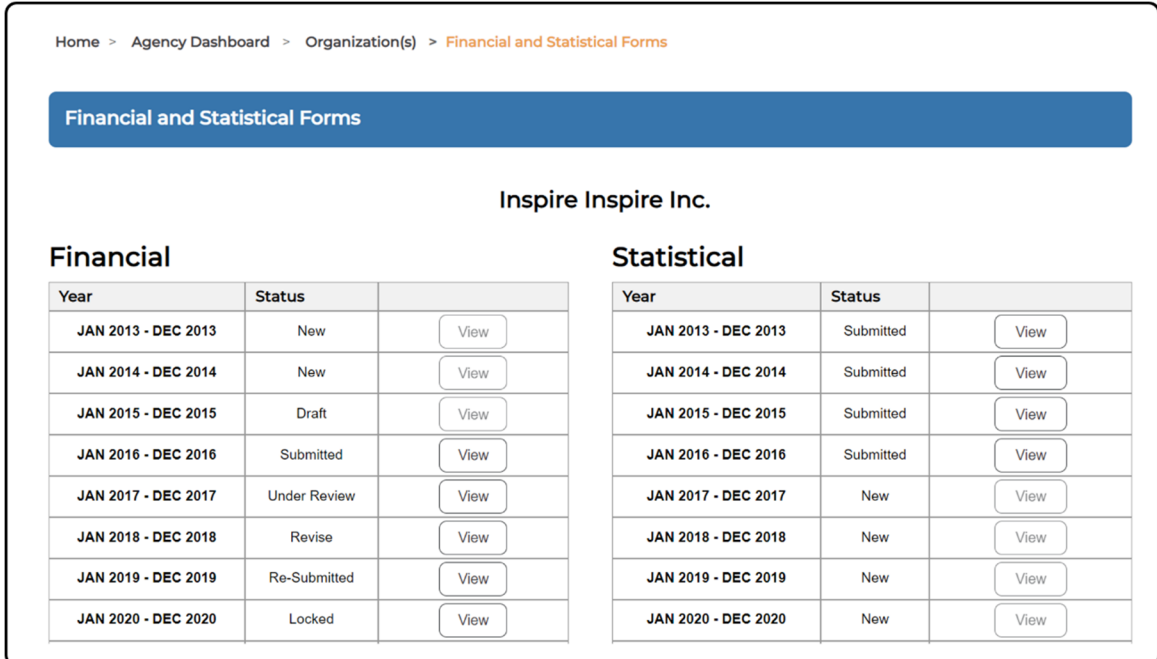 Home > Agency Dashboard > Organization(s) > Financial and Statistical Forms
Financial and Statistical Forms
Inspire Inspire Inc.
Financial
Year Status
JAN 2013 - DEC 2013 New View
JAN 2014 - DEC 2014 New View
JAN 2015 - DEC 2015 Draft View
JAN 2016 - DEC 2016 Submitted View
JAN 2017 - DEC 2017 Under Review View
JAN 2018 - DEC 2018 Revise View
JAN 2019 - DEC 2019 Re-Submitted View
JAN 2020 - DEC 2020 Locked View
Statistical
Year Status
JAN 2013 - DEC 2013 Submitted View
JAN 2014 - DEC 2014 Submitted View
JAN 2015 - DEC 2015 Submitted View
JAN 2016 - DEC 2016 Submitted View
JAN 2017 - DEC 2017 New View
JAN 2018 - DEC 2018 New View
JAN 2019 - DEC 2019 New View
JAN 2020 - DEC 2020 New View